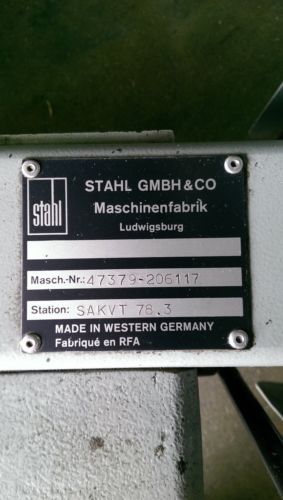 stahl
STAHL GMBH & CO
Maschinenfabrik
Ludwigsburg
Masch.-Nr.: 47379-206117
Station: SAKVT 78.3
MADE IN WESTERN GERMANY
Fabriqué en RFA